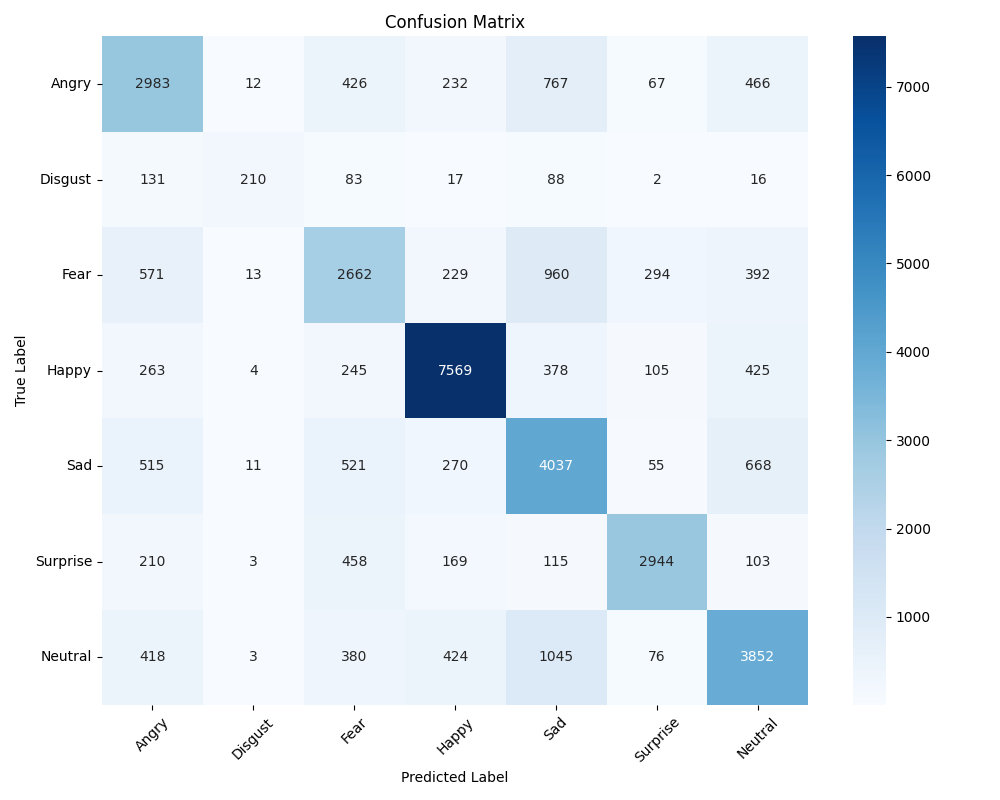 Confusion Matrix
True Label
Angry 2983 12 426 232 767 67 466
Disgust 131 210 83 17 88 2 16
Fear 571 13 2662 229 960 294 392
Happy 263 4 245 7569 378 105 425
Sad 515 11 521 270 4037 55 668
Surprise 210 3 458 169 115 2944 103
Neutral 418 3 380 424 1045 76 3852
Angry Disgust Fear Happy Sad Surprise Neutral
Predicted Label
7000
6000
5000
4000
3000
2000
1000